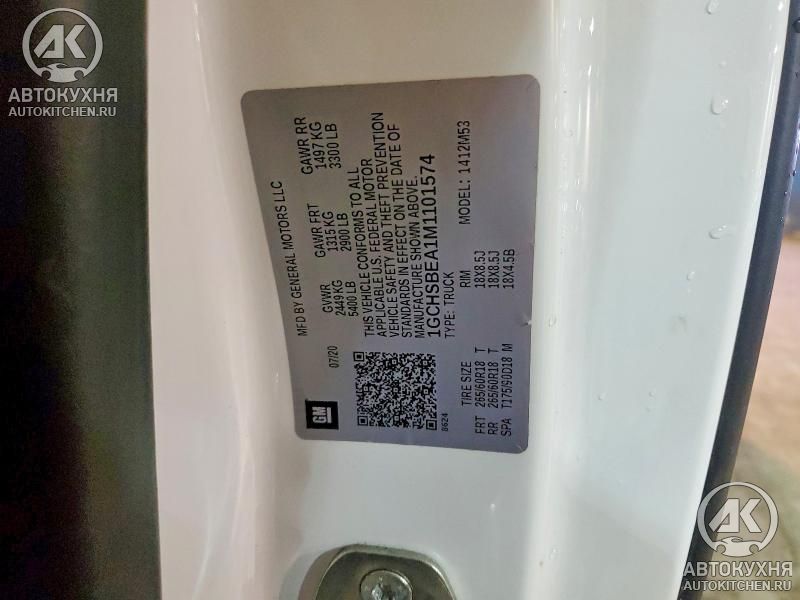 AK
АВТОКУХНЯ
AUTOKITCHEN.RU
MFD BY GENERAL MOTORS LLC
07/20
GVWR GAWR FRT GAWR RR
2449 KG 1315 KG 1497 KG
5400 LB 2900 LB 3300 LB
THIS VEHICLE CONFORMS TO ALL
APPLICABLE U.S. FEDERAL MOTOR
VEHICLE SAFETY AND THEFT PREVENTION
STANDARDS IN EFFECT ON THE DATE OF
MANUFACTURE SHOWN ABOVE.
1GCHSBEA1M1101574
TYPE: TRUCK MODEL: 1412M53
GM
8624
TIRE SIZE RIM
FRT 265/60R18 T 18X8.5J
RR 265/60R18 T 18X8.5J
SPA T175/90D18 M 18X4.5B
AK
АВТОКУХНЯ
AUTOKITCHEN.RU